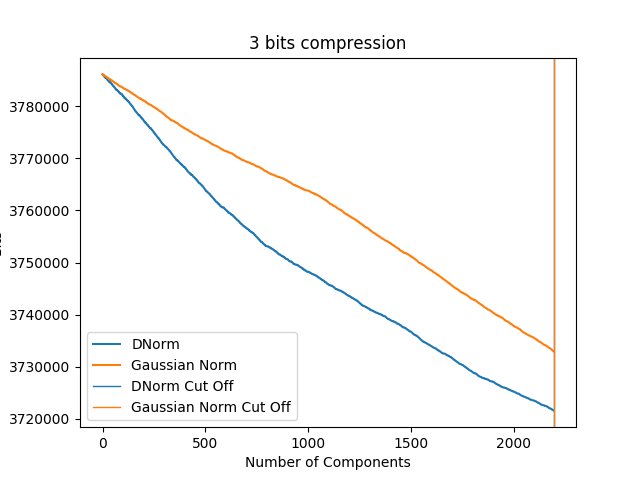 3 bits compression
3780000
3770000
3760000
3750000
3740000
3730000
3720000
DNorm
Gaussian Norm
DNorm Cut Off
Gaussian Norm Cut Off
0 500 1000 1500 2000
Number of Components